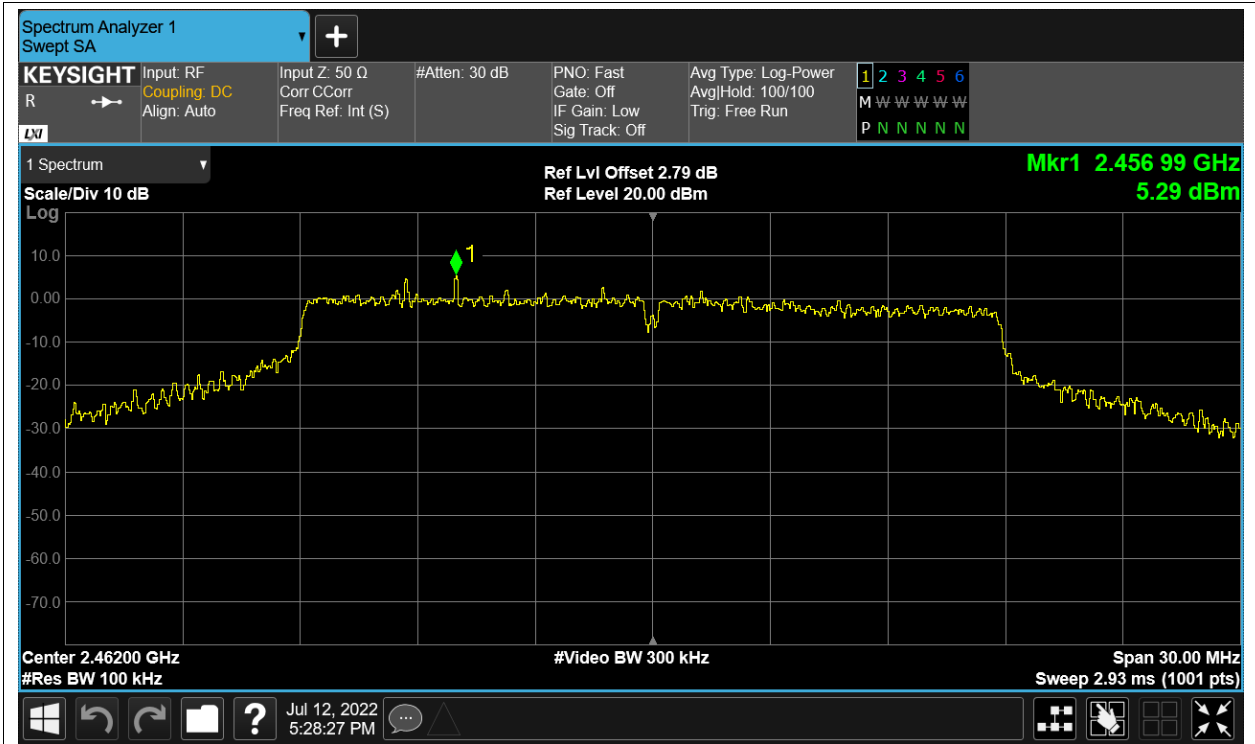 Spectrum Analyzer 1
Swept SA
KEYSIGHT
R
LXI
Input: RF
Coupling: DC
Align: Auto
Input Z: 50 Ω
Corr CCorr
Freq Ref: Int (S)
#Atten: 30 dB
PNO: Fast
Gate: Off
IF Gain: Low
Sig Track: Off
Avg Type: Log-Power
Avg|Hold: 100/100
Trig: Free Run
1 2 3 4 5 6
M W W W W W
P N N N N N
1 Spectrum
Scale/Div 10 dB
Log
Ref Lvl Offset 2.79 dB
Ref Level 20.00 dBm
Mkr1 2.456 99 GHz
5.29 dBm
1
10.0
0.00
-10.0
-20.0
-30.0
-40.0
-50.0
-60.0
-70.0
Center 2.46200 GHz
#Res BW 100 kHz
#Video BW 300 kHz
Span 30.00 MHz
Sweep 2.93 ms (1001 pts)
?
Jul 12, 2022
5:28:27 PM